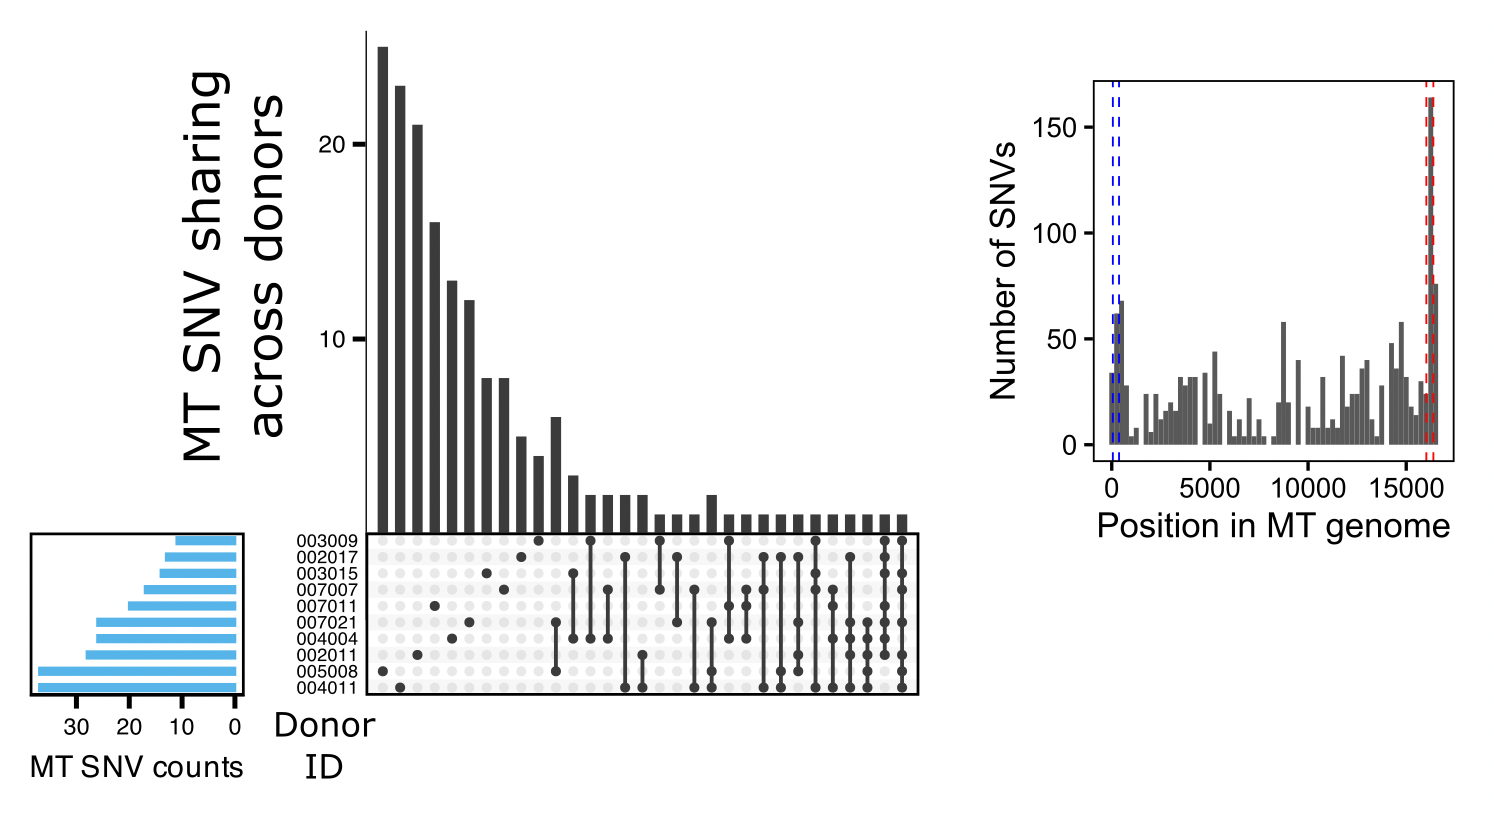 MT SNV sharing
across donors
20
10
003009
002017
003015
007007
007011
007021
004004
002011
005008
004011
30 20 10 0
MT SNV counts
Donor
ID
Number of SNVs
150
100
50
0
0 5000 10000 15000
Position in MT genome